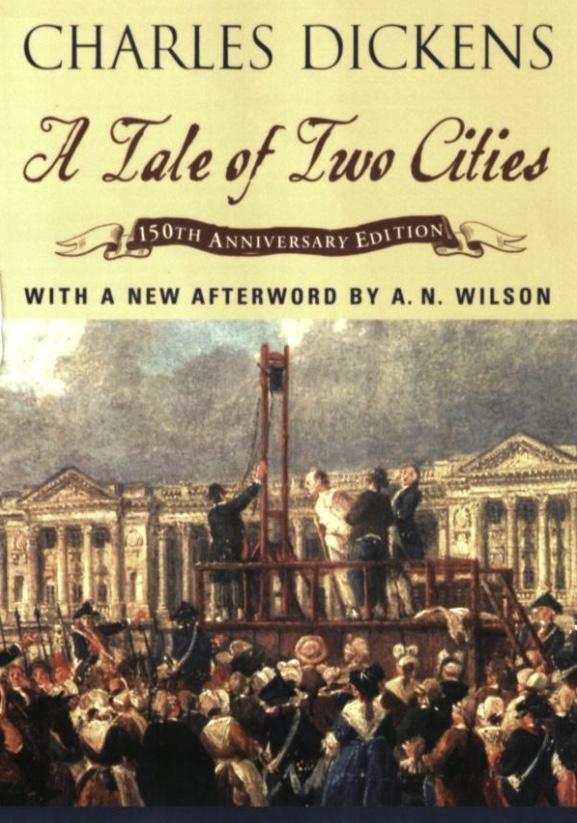 CHARLES DICKENS
A Tale of Two Cities
150TH ANNIVERSARY EDITION
WITH A NEW AFTERWORD BY A. N. WILSON